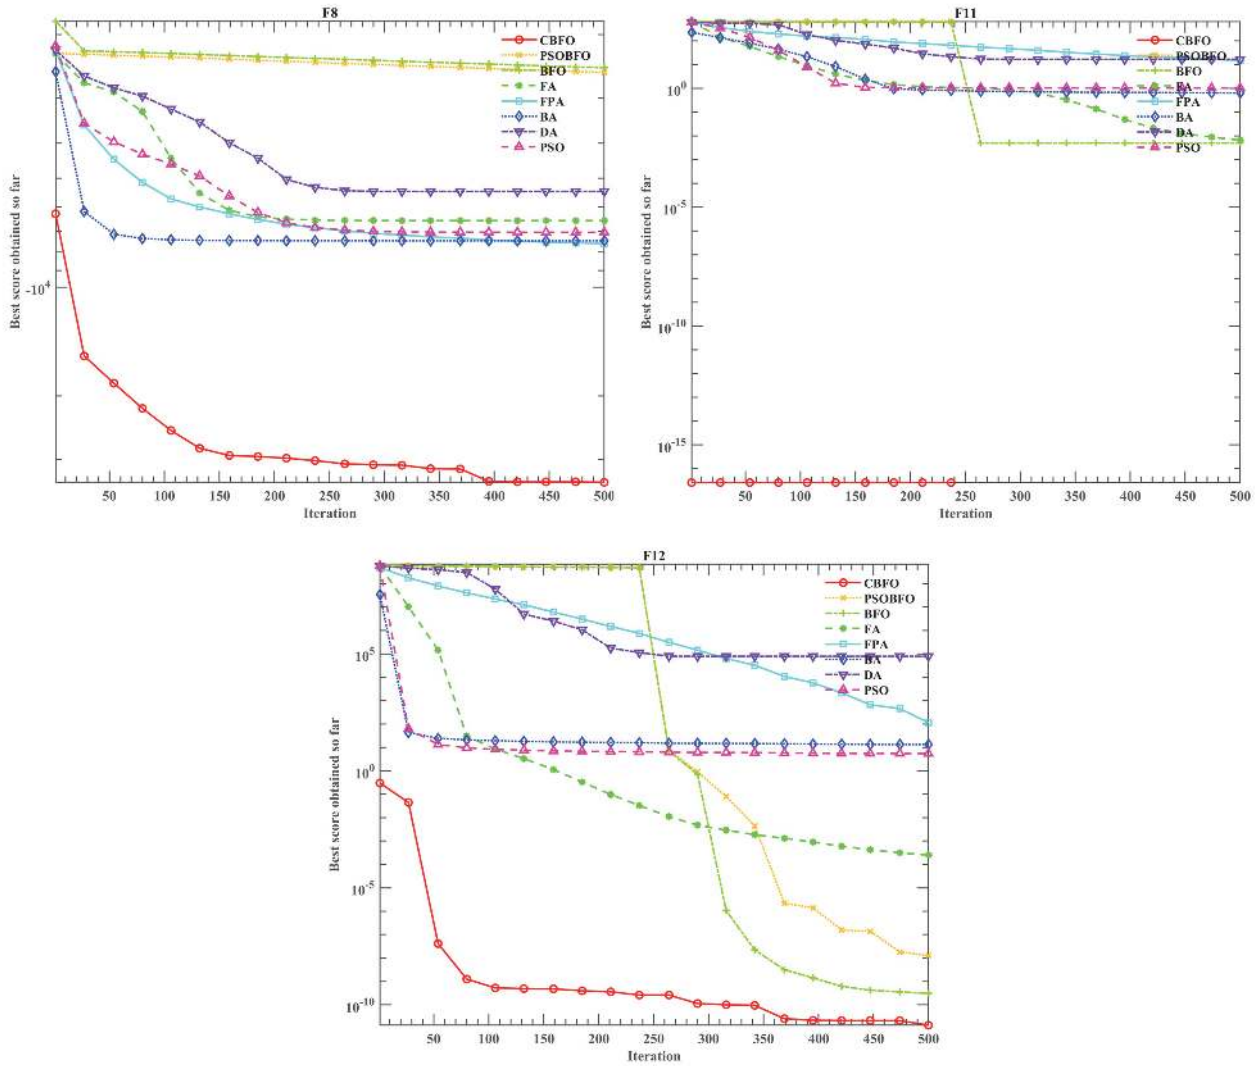 F8
Best score obtained so far
-10^4
50 100 150 200 250 300 350 400 450 500
Iteration
CBFO
PSOBFO
BFO
FA
FPA
BA
DA
PSO
F11
Best score obtained so far
10^0
10^-5
10^-10
10^-15
50 100 150 200 250 300 350 400 450 500
Iteration
CBFO
PSOBFO
BFO
FA
FPA
BA
DA
PSO
F12
Best score obtained so far
10^5
10^0
10^-5
10^-10
50 100 150 200 250 300 350 400 450 500
Iteration
CBFO
PSOBFO
BFO
FA
FPA
BA
DA
PSO